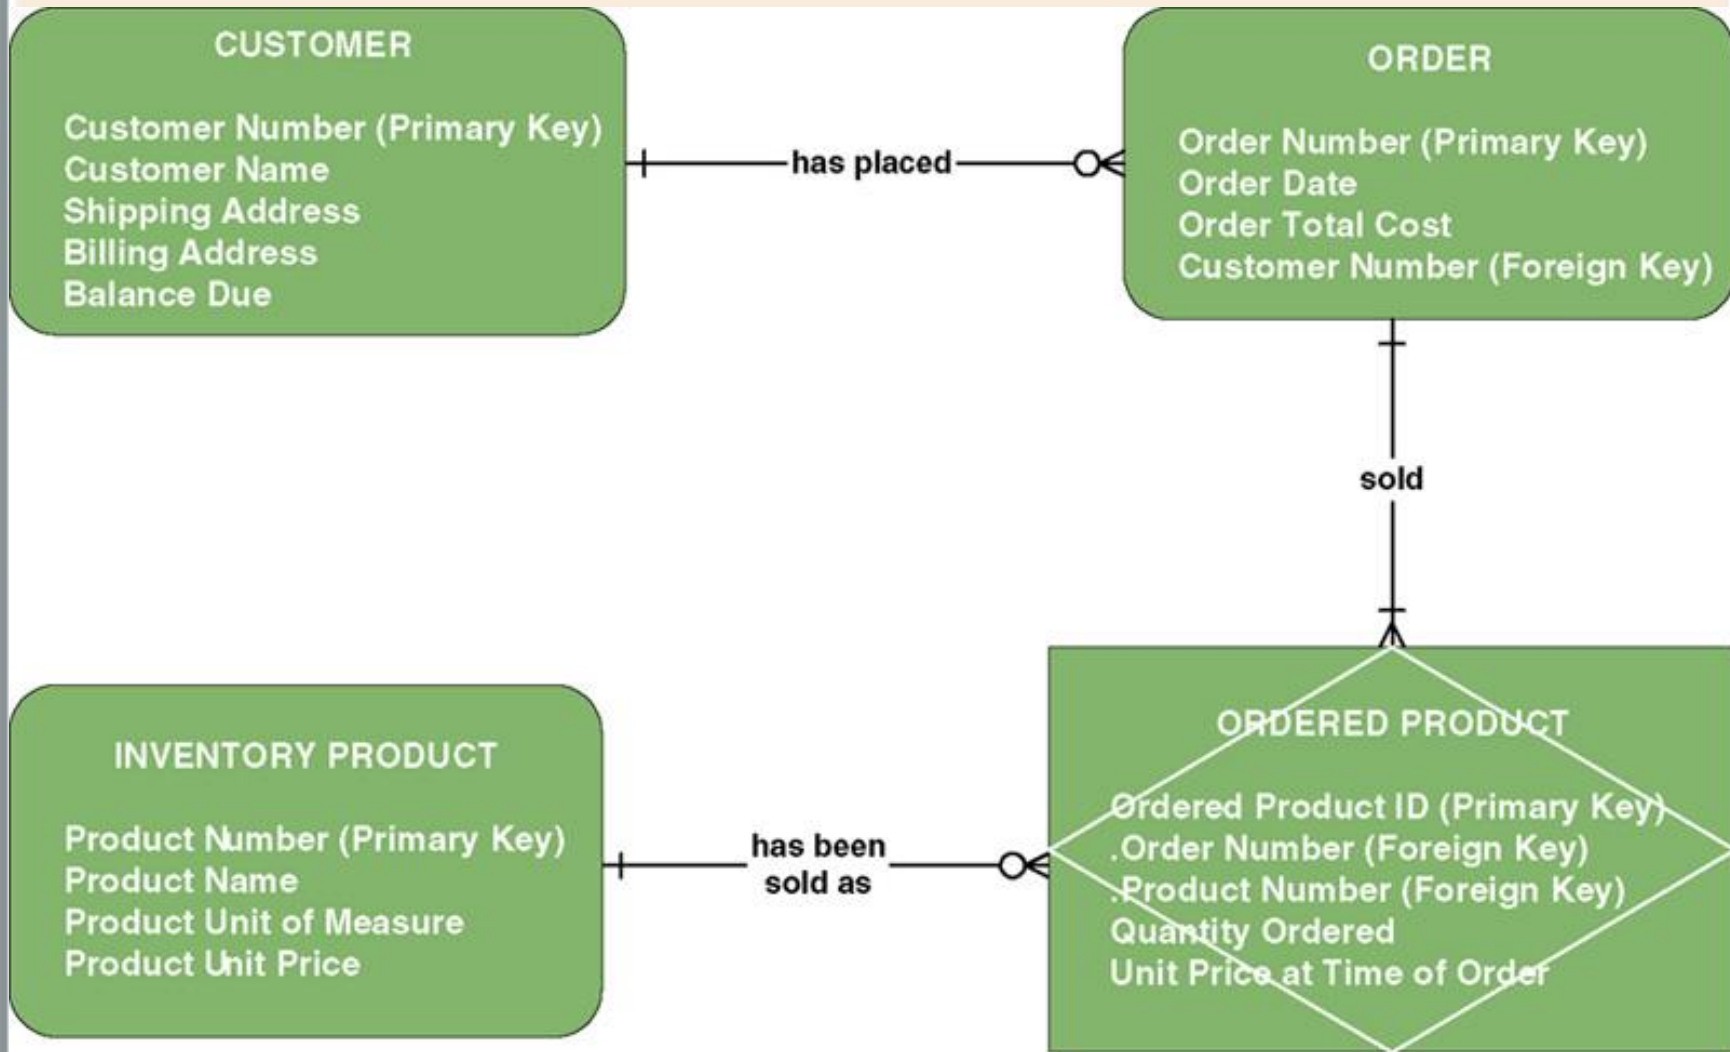 CUSTOMER
Customer Number (Primary Key)
Customer Name
Shipping Address
Billing Address
Balance Due
has placed
ORDER
Order Number (Primary Key)
Order Date
Order Total Cost
Customer Number (Foreign Key)
sold
INVENTORY PRODUCT
Product Number (Primary Key)
Product Name
Product Unit of Measure
Product Unit Price
has been
sold as
ORDERED PRODUCT
Ordered Product ID (Primary Key)
.Order Number (Foreign Key)
.Product Number (Foreign Key)
Quantity Ordered
Unit Price at Time of Order